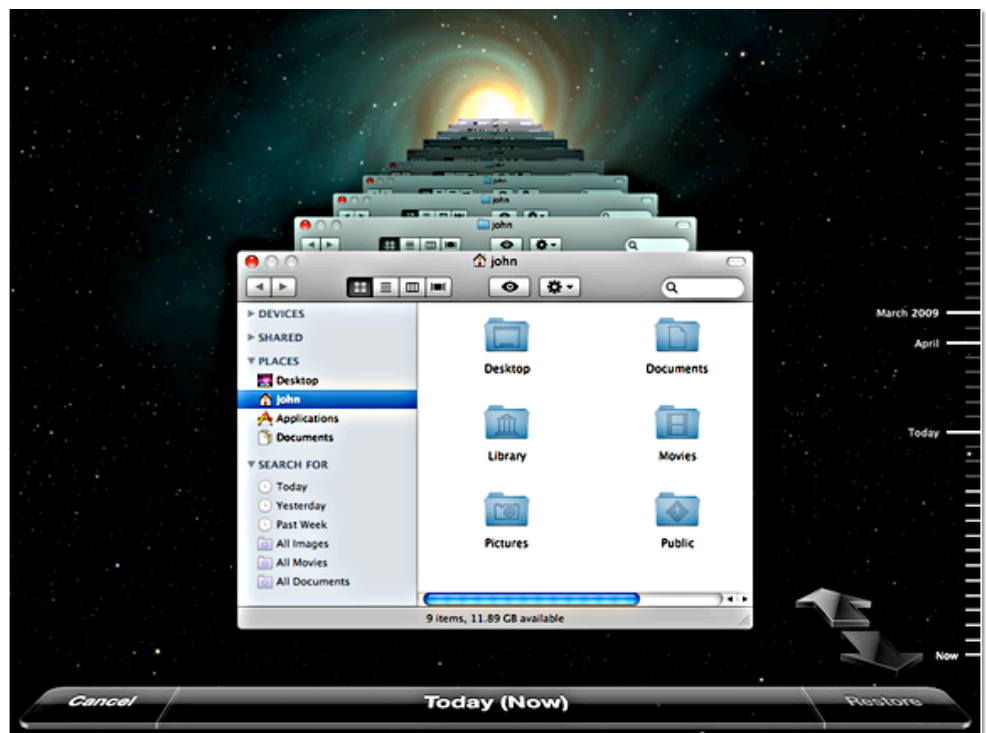 john
john
john
john
DEVICES
SHARED
PLACES
Desktop
john
Applications
Documents
SEARCH FOR
Today
Yesterday
Past Week
All Images
All Movies
All Documents
Desktop
Documents
Library
Movies
Pictures
Public
9 items, 11.89 GB available
March 2009
April
Today
Now
Cancel
Today (Now)
Restore